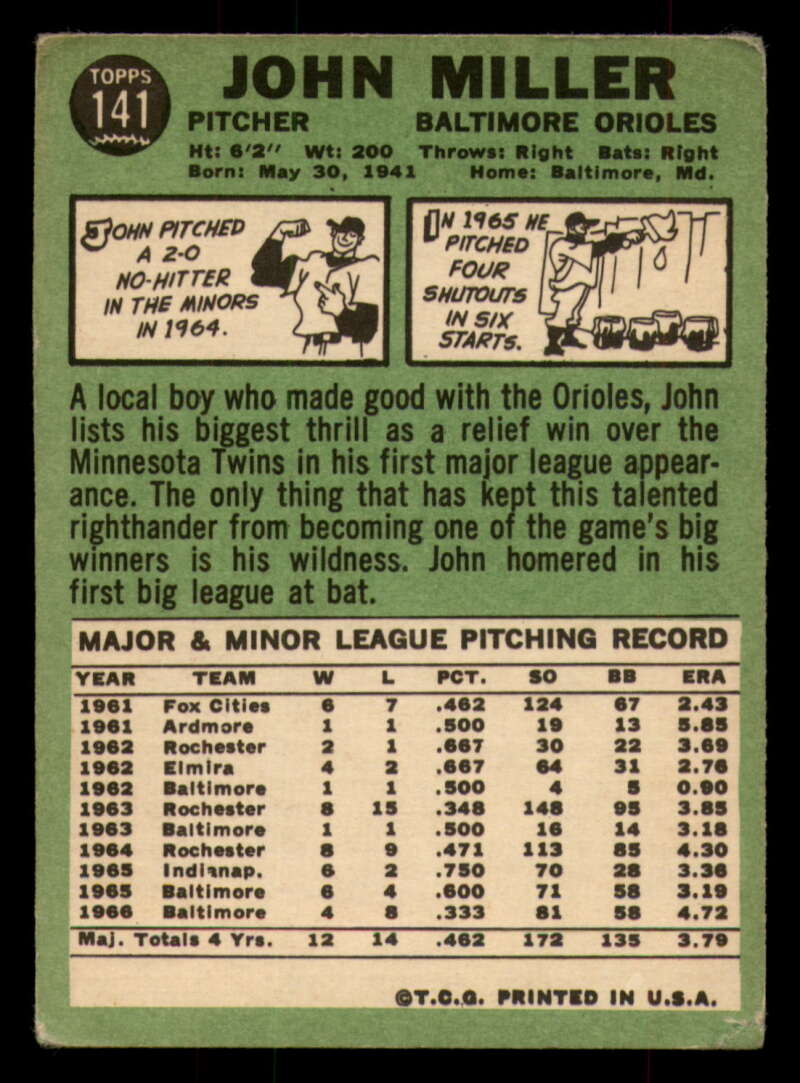 TOPPS
141
JOHN MILLER
PITCHER BALTIMORE ORIOLES
Ht: 6'2" Wt: 200 Throws: Right Bats: Right
Born: May 30, 1941 Home: Baltimore, Md.
JOHN PITCHED
A 2-0
NO-HITTER
IN THE MINORS
IN 1964.
IN 1965 HE
PITCHED
FOUR
SHUTOUTS
IN SIX
STARTS.
A local boy who made good with the Orioles, John
lists his biggest thrill as a relief win over the
Minnesota Twins in his first major league appear-
ance. The only thing that has kept this talented
righthander from becoming one of the game's big
winners is his wildness. John homered in his
first big league at bat.
MAJOR & MINOR LEAGUE PITCHING RECORD
YEAR TEAM W L PCT. SO BB ERA
1961 Fox Cities 6 7 .462 124 67 2.43
1961 Ardmore 1 1 .500 19 13 5.85
1962 Rochester 2 1 .667 30 22 3.69
1962 Elmira 4 2 .667 64 31 2.76
1962 Baltimore 1 1 .500 4 5 0.90
1963 Rochester 8 15 .348 148 95 3.85
1963 Baltimore 1 1 .500 16 14 3.18
1964 Rochester 8 9 .471 113 85 4.30
1965 Indianap. 6 2 .750 70 28 3.36
1965 Baltimore 6 4 .600 71 58 3.19
1966 Baltimore 4 8 .333 81 58 4.72
Maj. Totals 4 Yrs. 12 14 .462 172 135 3.79
©T.C.G. PRINTED IN U.S.A.